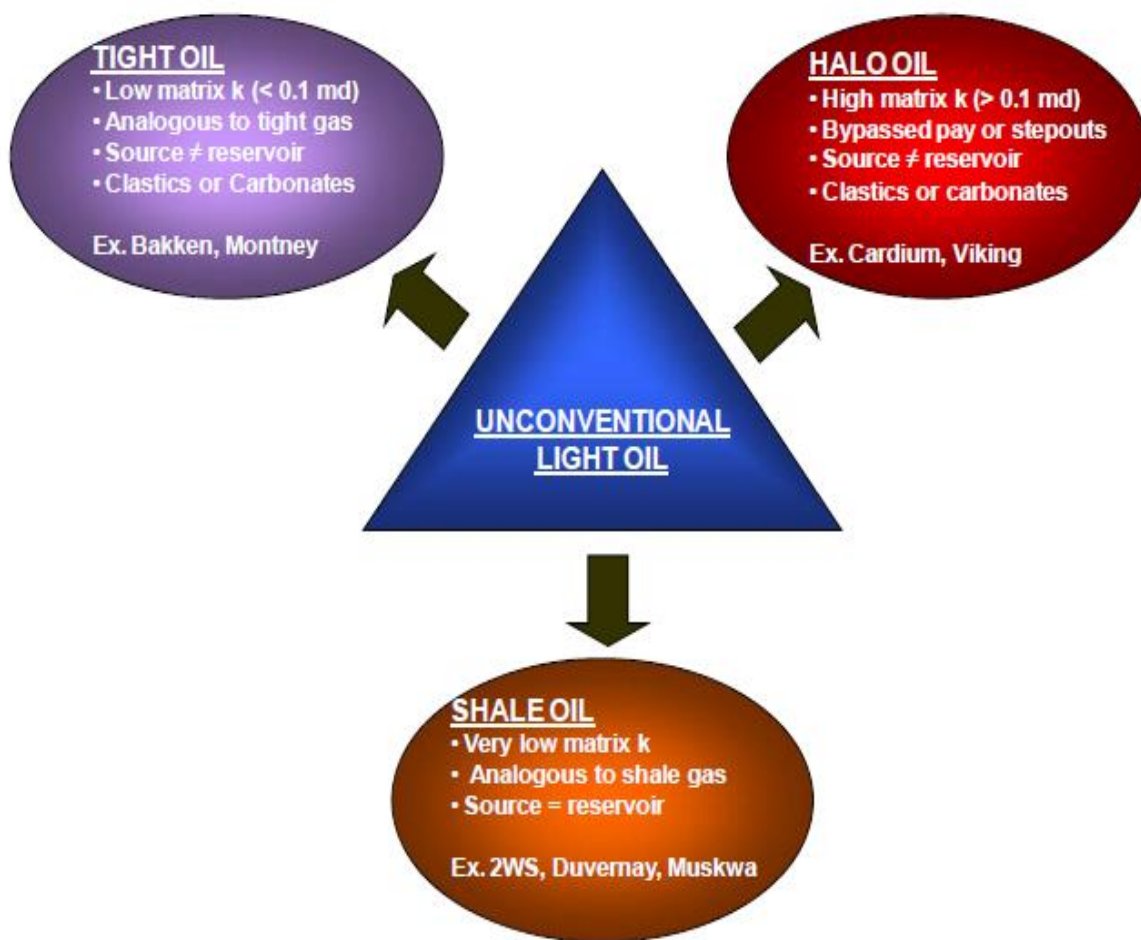 TIGHT OIL
• Low matrix k (< 0.1 md)
• Analogous to tight gas
• Source ≠ reservoir
• Clastics or Carbonates
Ex. Bakken, Montney
HALO OIL
• High matrix k (> 0.1 md)
• Bypassed pay or stepouts
• Source ≠ reservoir
• Clastics or carbonates
Ex. Cardium, Viking
UNCONVENTIONAL
LIGHT OIL
SHALE OIL
• Very low matrix k
• Analogous to shale gas
• Source = reservoir
Ex. 2WS, Duvernay, Muskwa